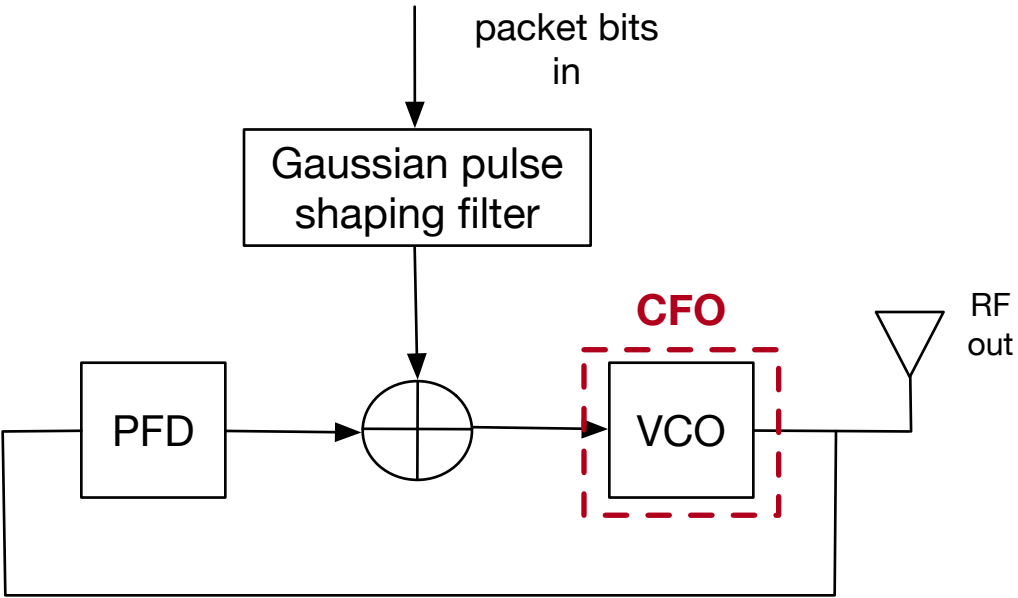 packet bits
in
Gaussian pulse
shaping filter
CFO
RF
out
PFD
VCO